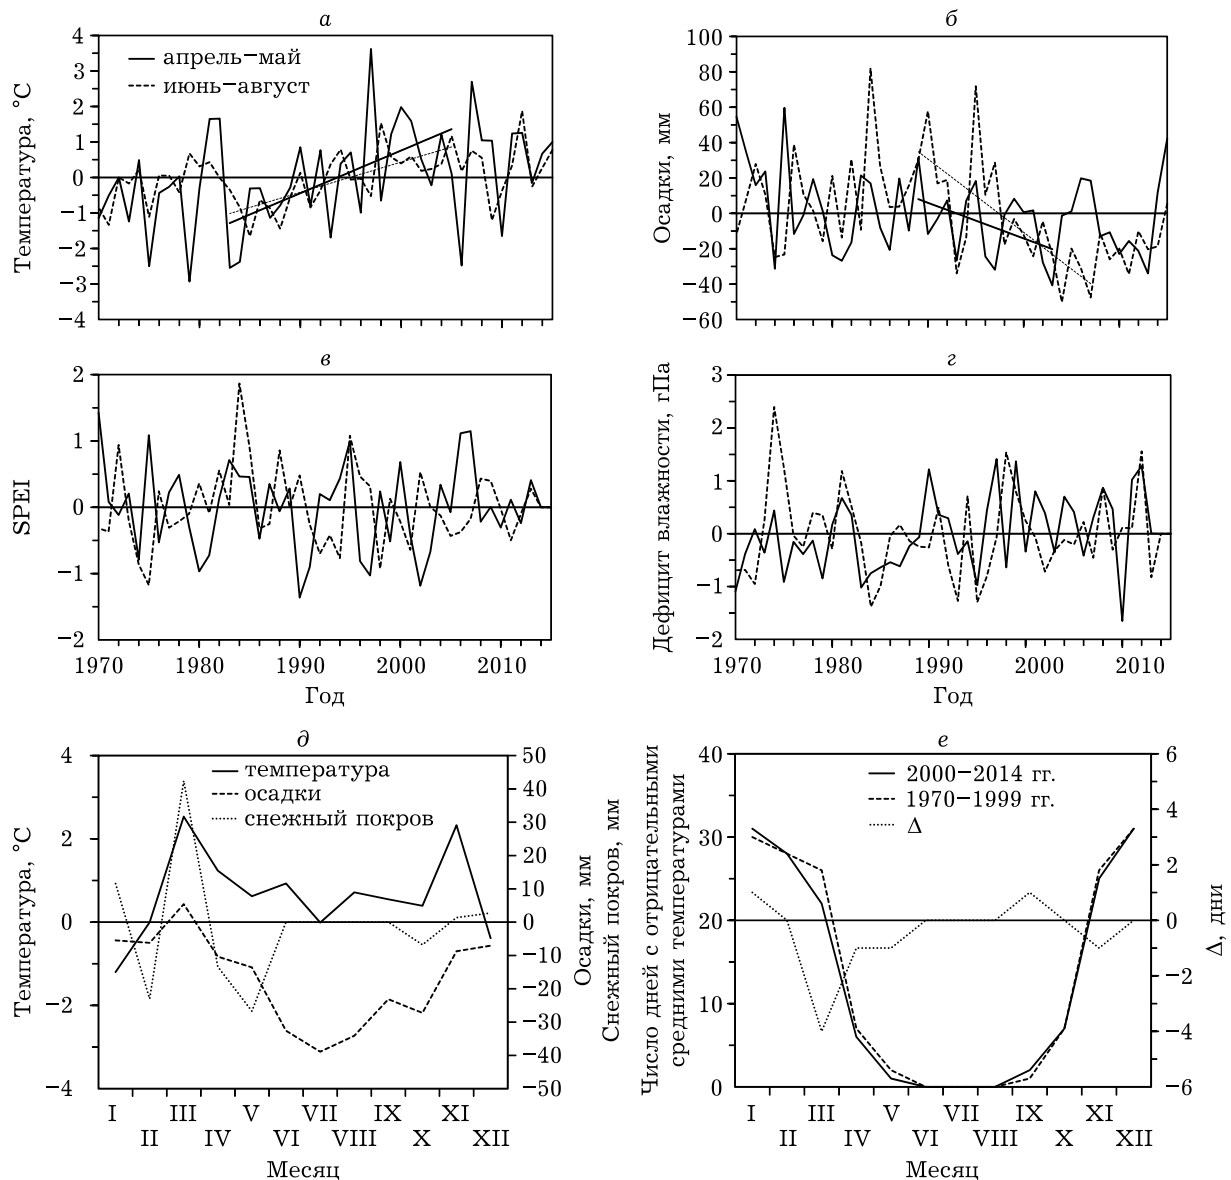 а
Температура, °C
4
3
2
1
0
−1
−2
−3
−4
апрель−май
июнь−август
б
Осадки, мм
100
80
60
40
20
0
−20
−40
−60
в
SPEI
2
1
0
−1
−2
1970 1980 1990 2000 2010
Год
г
Дефицит влажности, гПа
3
2
1
0
−1
−2
1970 1980 1990 2000 2010
Год
д
Температура, °C
4
2
0
−2
−4
температура
осадки
снежный покров
50
40
30
20
10
0
−10
−20
−30
−40
−50
Осадки, мм
Снежный покров, мм
I III V VII IX XI
II IV VI VIII X XII
Месяц
е
Число дней с отрицательными
средними температурами
40
30
20
10
0
2000−2014 гг.
1970−1999 гг.
Δ
6
4
2
0
−2
−4
−6
Δ, дни
I III V VII IX XI
II IV VI VIII X XII
Месяц